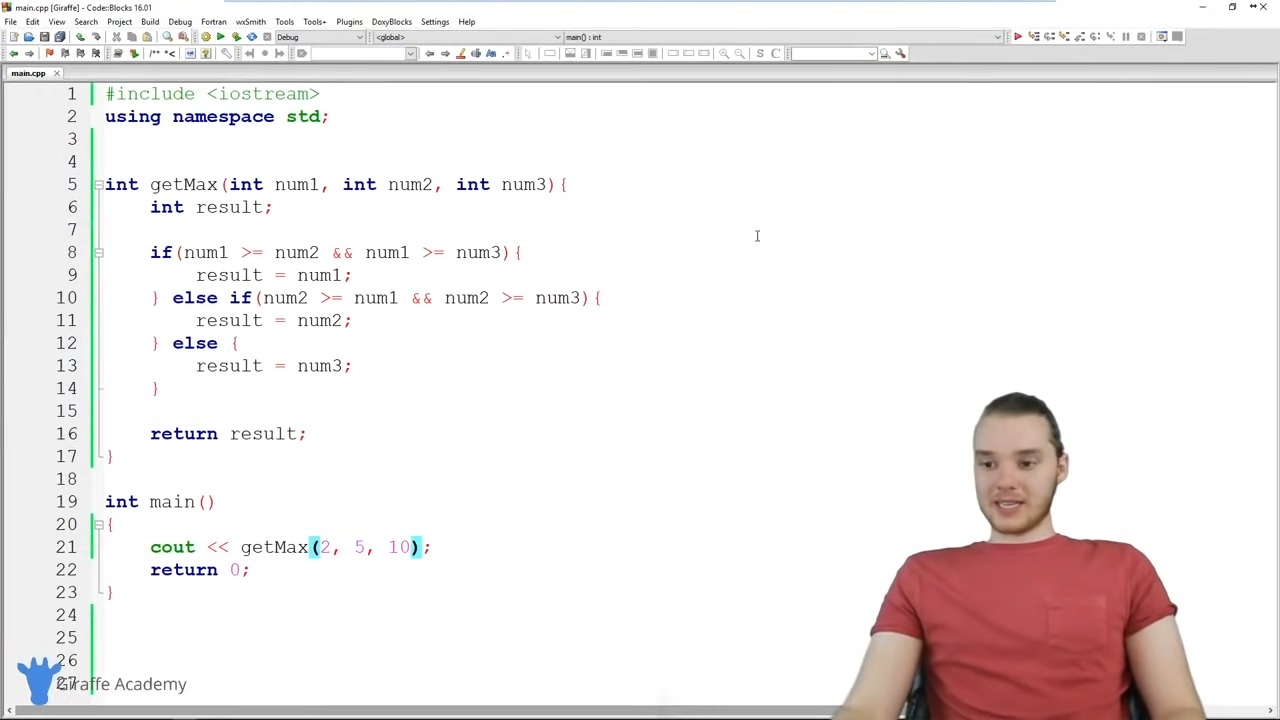 main.cpp [Giraffe] - Code::Blocks 16.01
File Edit View Search Project Build Debug Fortran wxSmith Tools Tools+ Plugins DoxyBlocks Settings Help
Debug <global> main() : int
main.cpp
1 #include <iostream>
2 using namespace std;
3
4
5 int getMax(int num1, int num2, int num3){
6 int result;
7
8 if(num1 >= num2 && num1 >= num3){
9 result = num1;
10 } else if(num2 >= num1 && num2 >= num3){
11 result = num2;
12 } else {
13 result = num3;
14 }
15
16 return result;
17 }
18
19 int main()
20 {
21 cout << getMax(2, 5, 10);
22 return 0;
23 }
24
25
26
27
Giraffe Academy